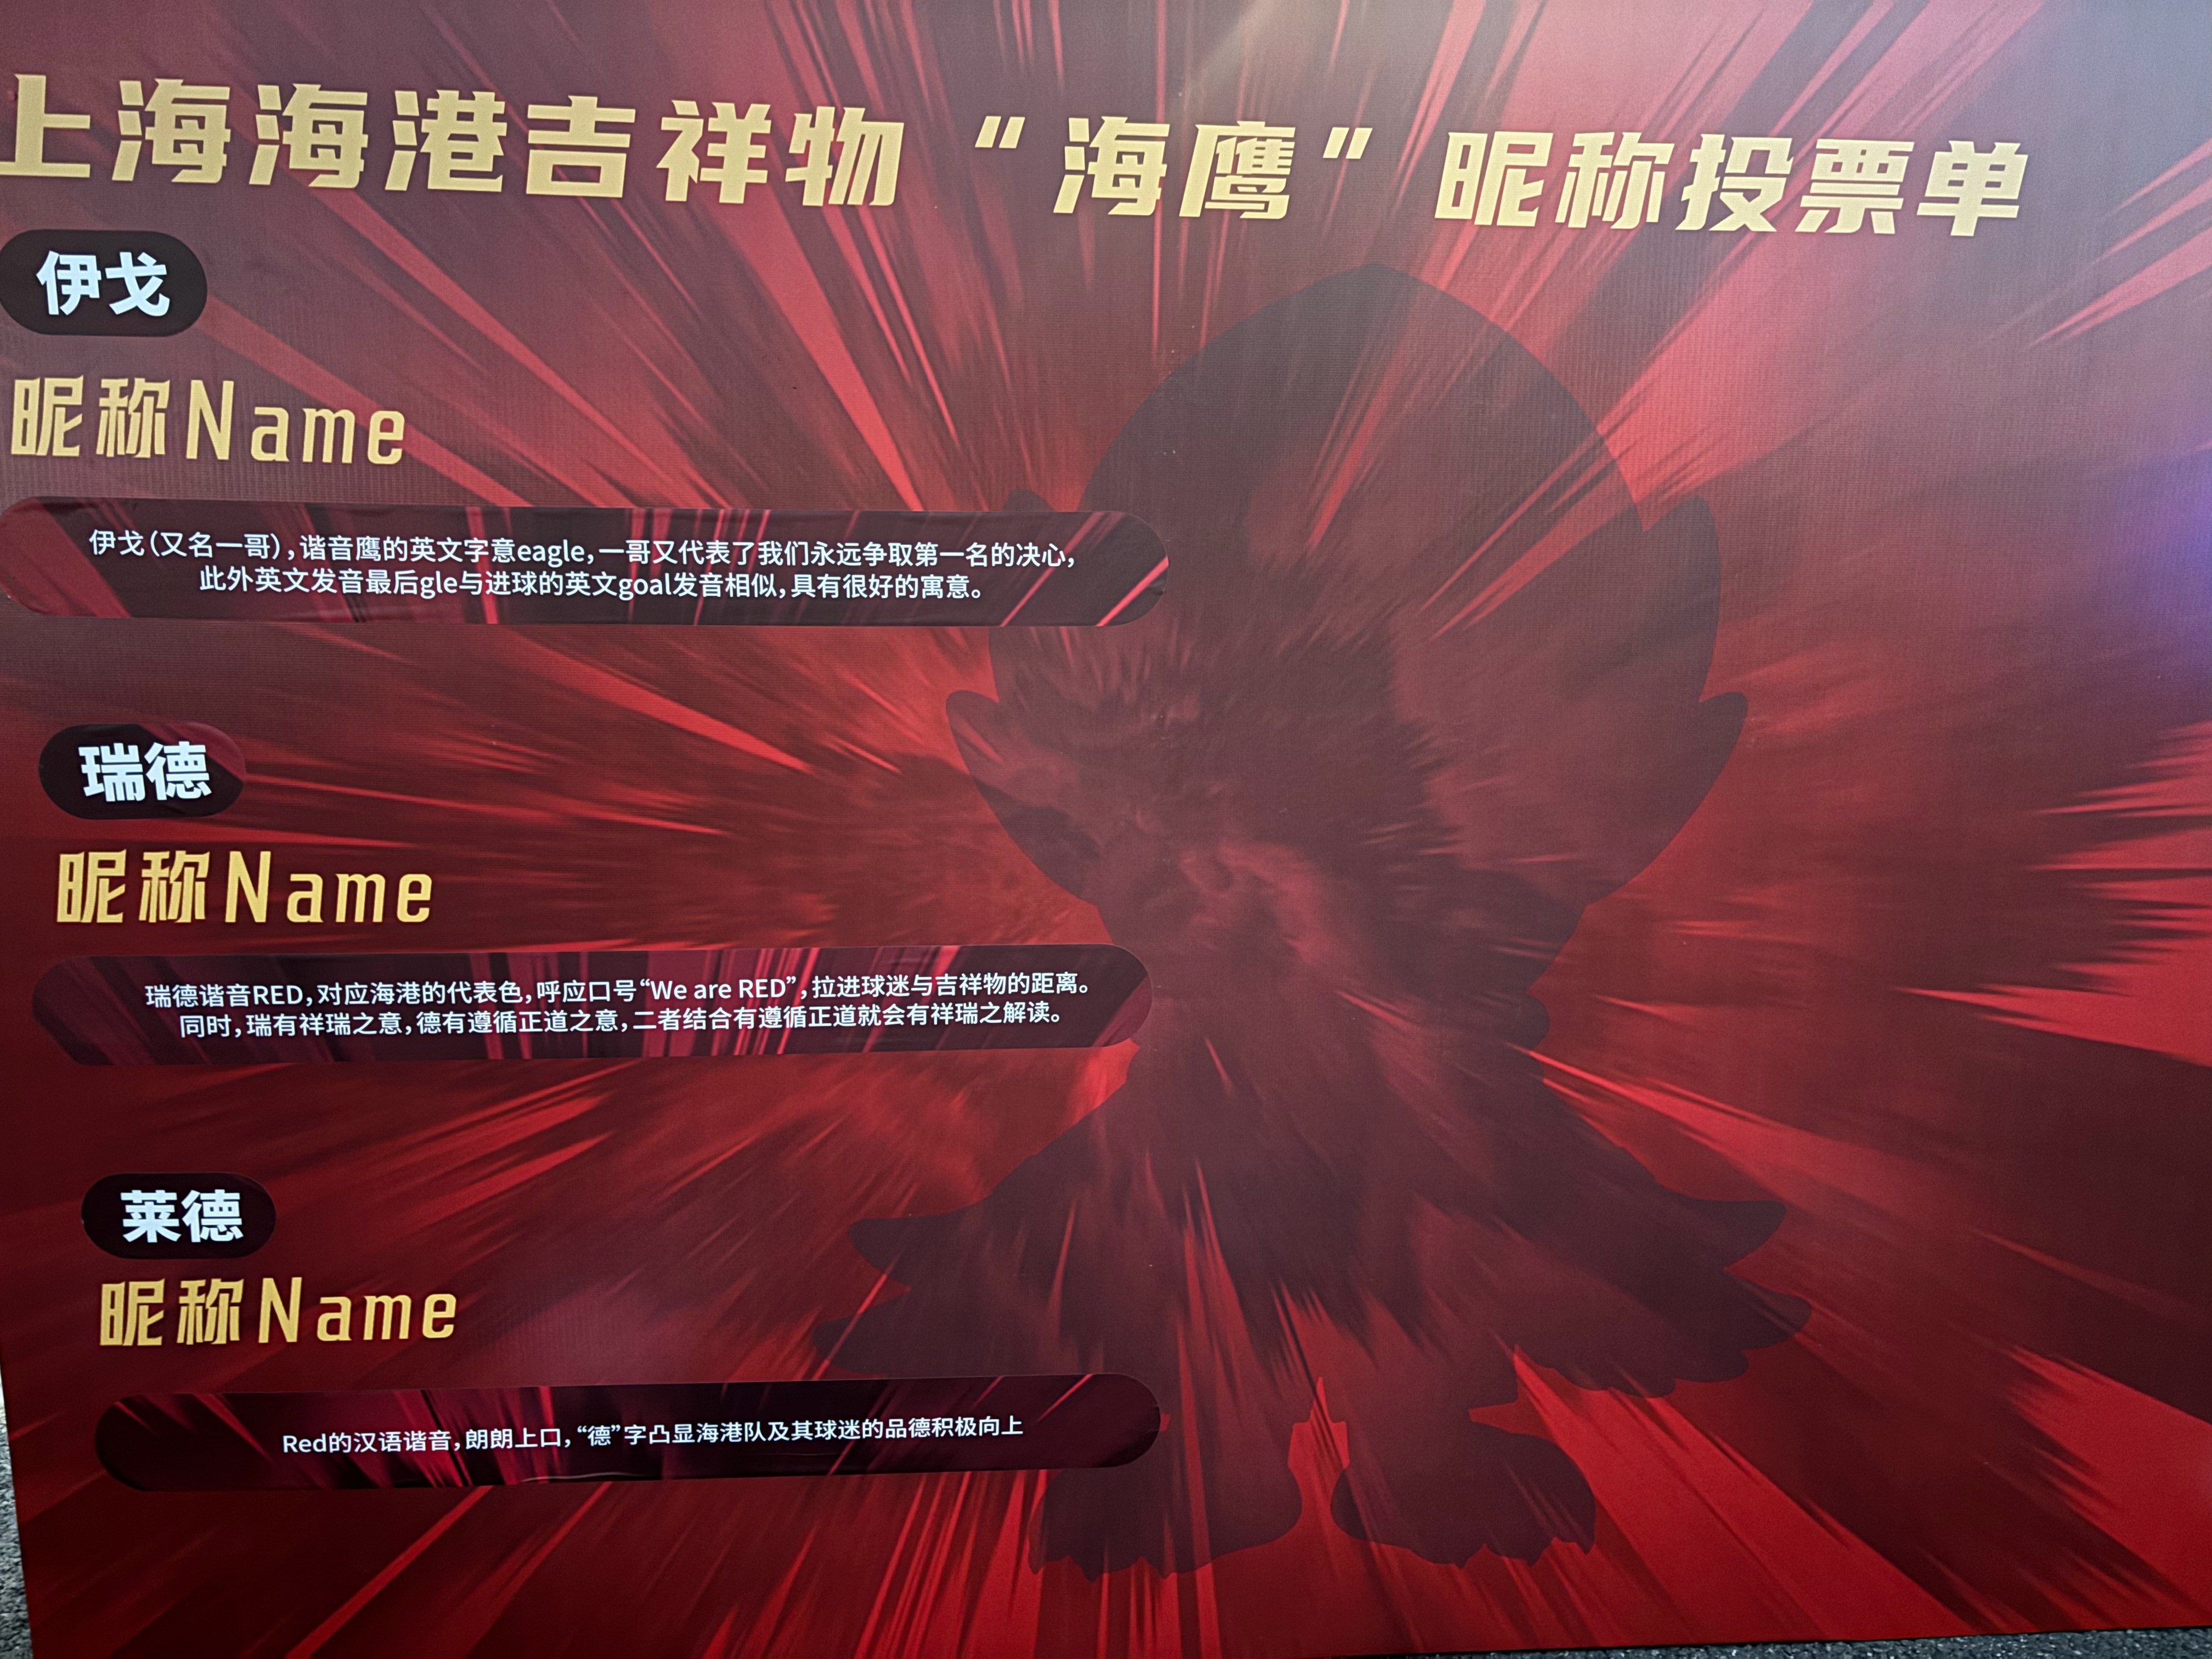 上海海港吉祥物“海鹰”昵称投票单
伊戈
昵称Name
伊戈(又名一哥),谐音鹰的英文字意eagle,一哥又代表了我们永远争取第一名的决心,
此外英文发音最后gle与进球的英文goal发音相似,具有很好的寓意。
瑞德
昵称Name
瑞德谐音RED,对应海港的代表色,呼应口号“We are RED”,拉进球迷与吉祥物的距离。
同时,瑞有祥瑞之意,德有遵循正道之意,二者结合有遵循正道就会有祥瑞之解读。
莱德
昵称Name
Red的汉语谐音,朗朗上口,“德”字凸显海港队及其球迷的品德积极向上